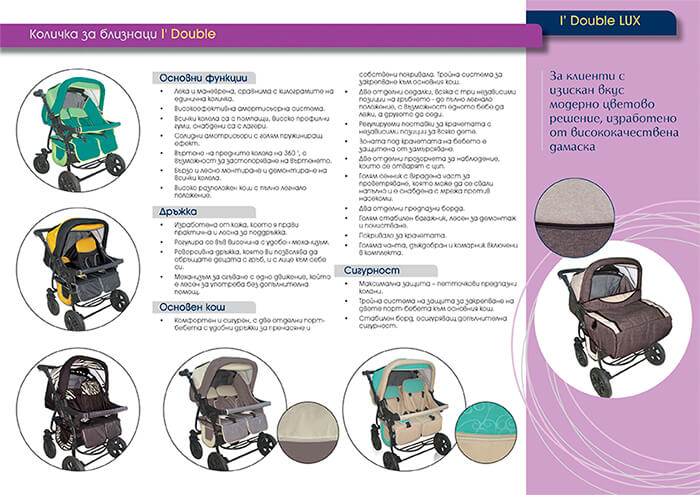 Количка за близнаци I' Double
Основни функции
Лека и маневрена, сравнима с килограмите на
единична количка.
Високоефективна амортисьорна система.
Всички колела са с помпащи, високо профилни
гуми, снабдени са с лагери.
Солидни амотрисьори с голям пружиниращ
ефект.
Въртене на предните колела на 360 °, с
възможност за застопоряване на въртенето.
Бързо и лесно монтиране и демонтиране на
всички колела.
Високо разположен кош с пълно легнало
положение.
Дръжка
Изработена от кожа, което я прави
практична и лесна за поддръжка.
Регулира се във височина с удобен механизъм.
Реверсивна дръжка, която ви позволява да
обръщате децата с гръб, и с лице към себе
си.
Механизъм за сгъване с едно движение, който
е лесен за употреба без допълнителна
помощ.
Основен кош
Комфортен и сигурен, с две отделни порт-
бебета с удобни дръжки за пренасяне и
собствени покривала. Тройна система за
закрепване към основния кош.
Две отделни седалки, всяка с три независими
позиции на гръбнето - до пълно легнало
положение, с възможност едното бебе да
лежи, а другото да седи.
Регулируеми поставки за крачетата с
независими позиции за всяко дете.
Зоната под крачетата на бебето е
защитена от замърсяване.
Две отделни прозорчета за наблюдение,
които се отварят с цип.
Голям сенник с вградена част за
проветряване, която може да се свали
напълно и е снабдена с мрежа против
насекоми.
Два отделни предпазни борда.
Голям стабилен багажник, лесен за демонтаж
и почистване.
Покривало за крачетата.
Голяма чанта, дъждобран и комарник включени
в комплекта.
Сигурност
Максимална защита – петточкови предпазни
колани.
Тройна система на защита за закрепване на
двете порт-бебета към основния кош.
Стабилен борд, осигуряващ допълнителна
сигурност.
I' Double LUX
За клиенти с
изискан вкус
модерно цветово
решение, изработено
от висококачествена
дамаска